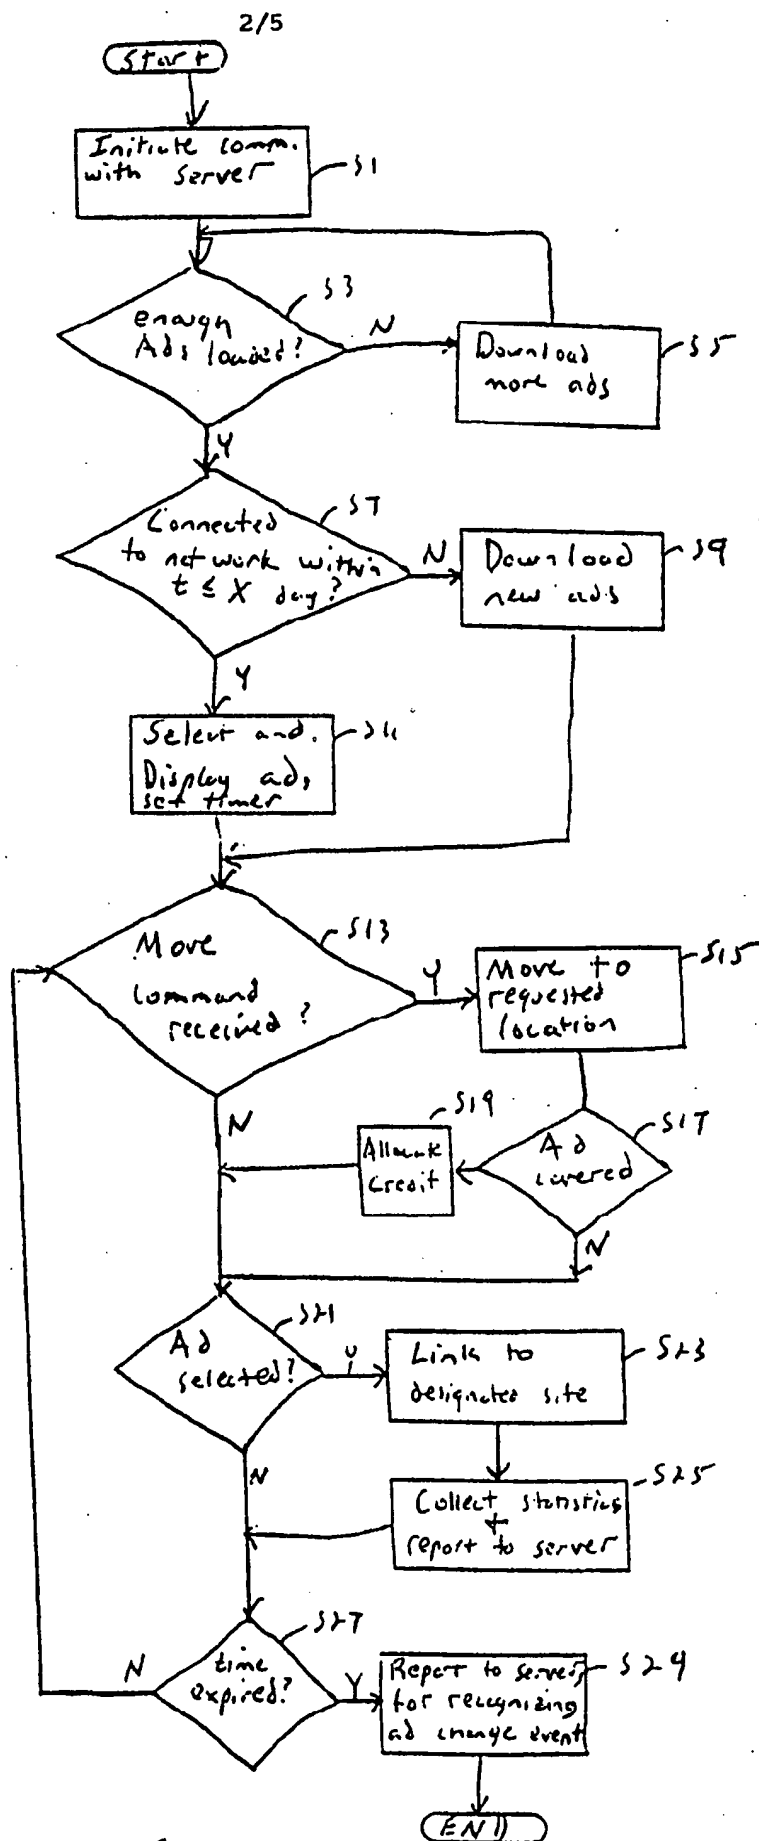 2/5
Start
Initiate comm.
with server
S1
S3
enough
Ads loaded?
N
Download
more ads
S5
Y
S7
Connected
to network within
t ≤ X day?
N
Download
new ads
S9
Y
Select and
Display ad,
set timer
S11
Move
command
received?
S13
Y
Move to
requested
location
S15
N
S19
Allocate
Credit
Ad
covered
S17
N
Ad
selected?
S21
Y
Link to
designated site
S23
N
Collect statistics
+
report to server
S25
time
expired?
S27
N
Y
Report to server,
for recognizing
ad change event
S29
END